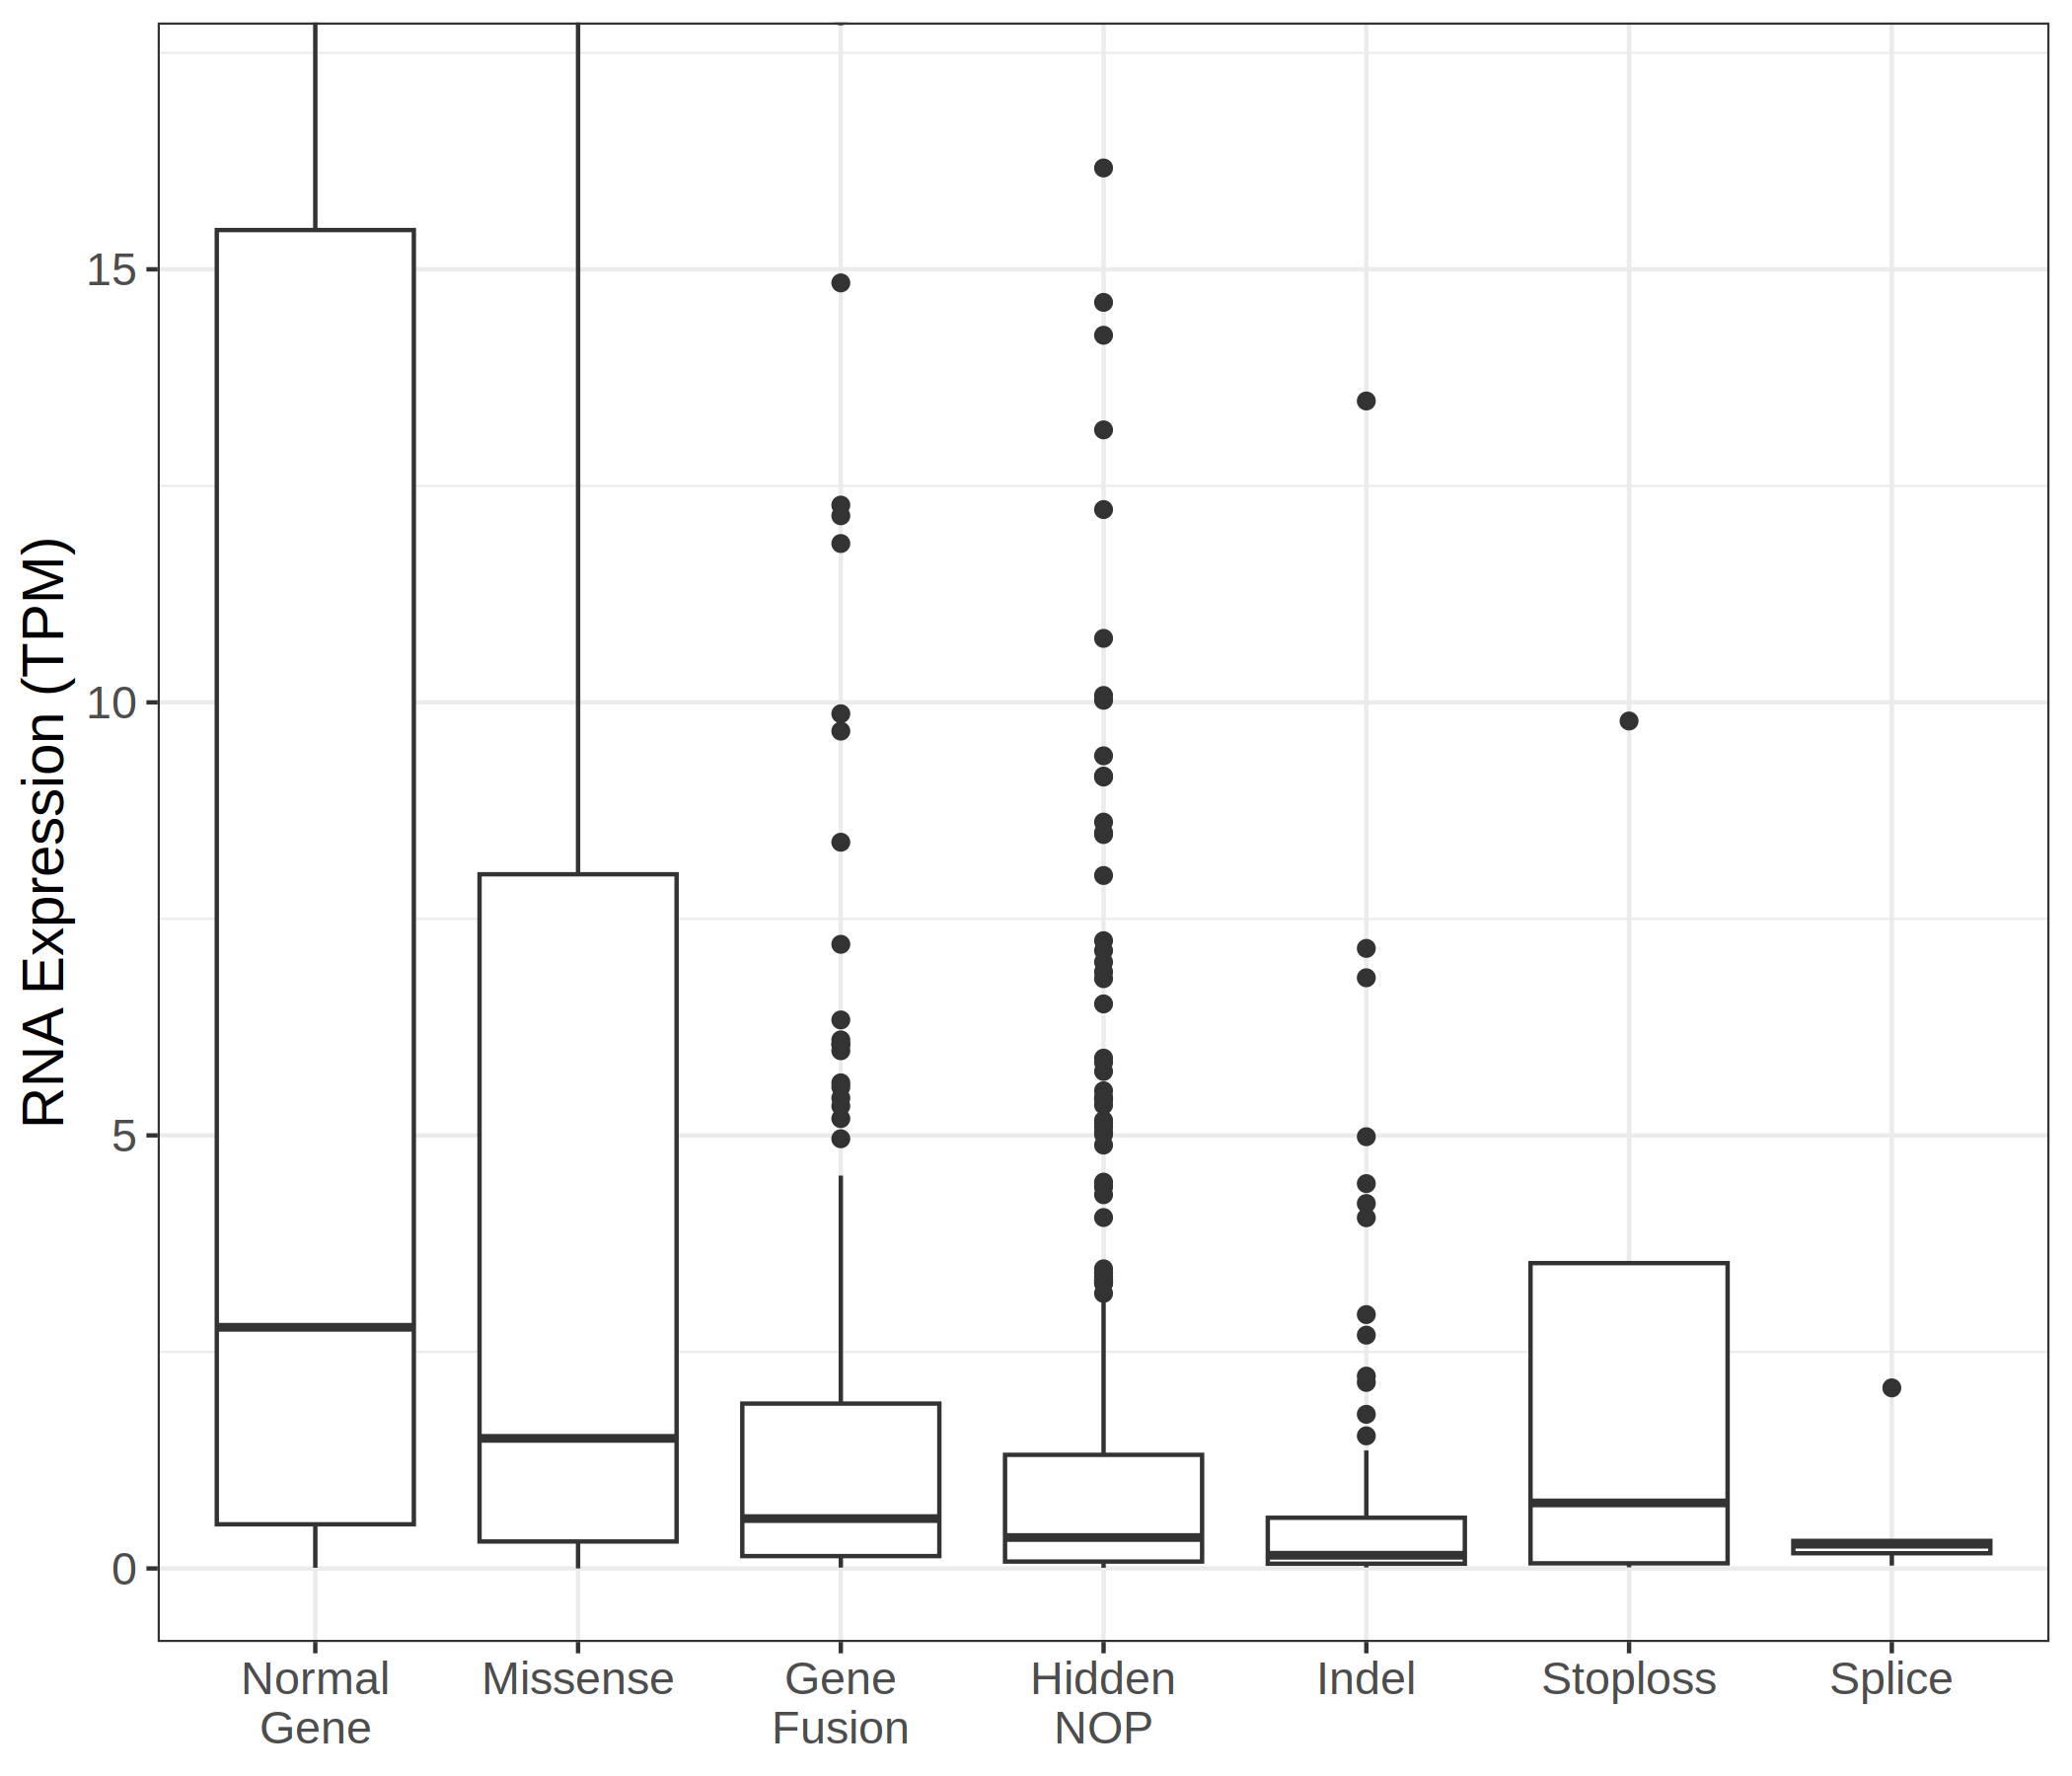 RNA Expression (TPM)
15
10
5
0
Normal
Gene
Missense
Gene
Fusion
Hidden
NOP
Indel
Stoploss
Splice